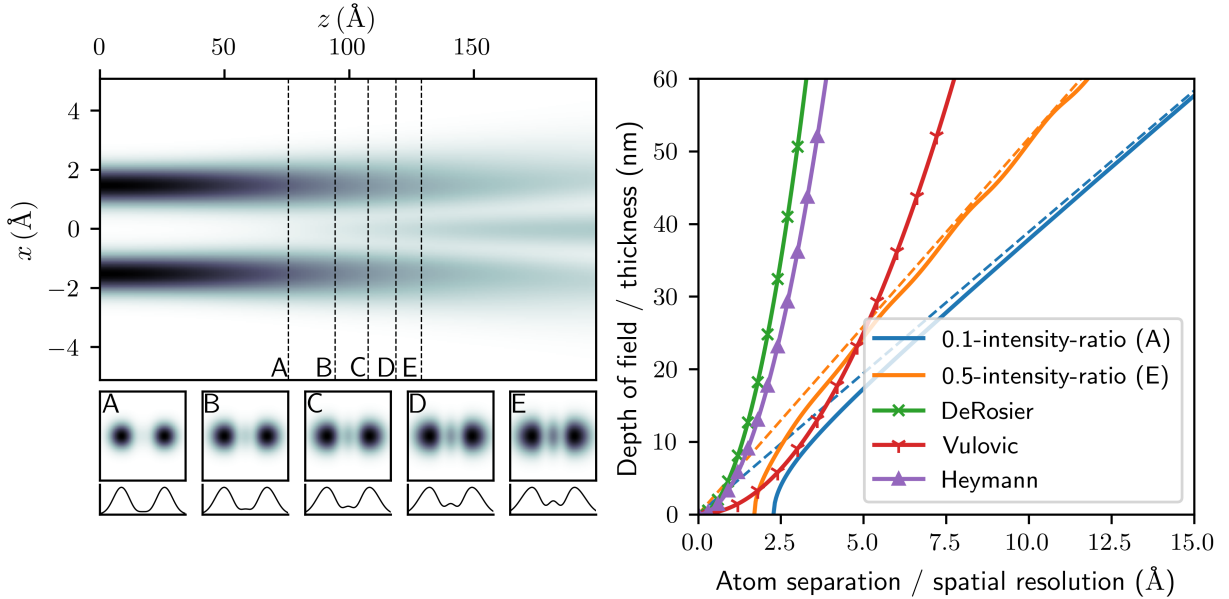 z (Å)
0 50 100 150
x (Å)
4
2
0
−2
−4
A B C D E
A B C D E
Depth of field / thickness (nm)
60
50
40
30
20
10
0
0.1-intensity-ratio (A)
0.5-intensity-ratio (E)
DeRosier
Vulovic
Heymann
0.0 2.5 5.0 7.5 10.0 12.5 15.0
Atom separation / spatial resolution (Å)